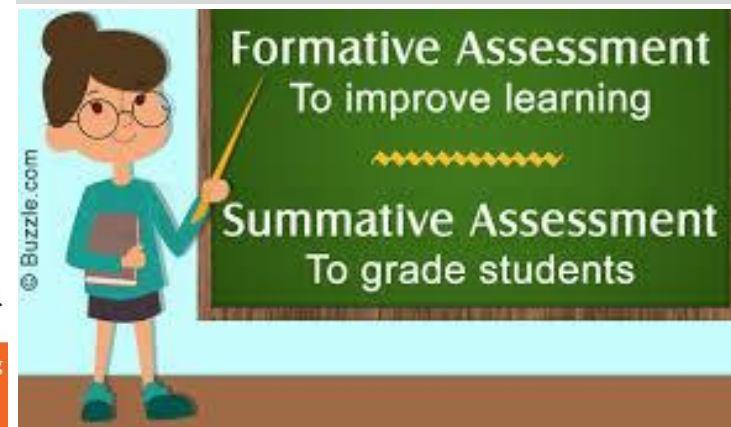 Formative Assessment
To improve learning
Summative Assessment
To grade students
© Buzzle.com